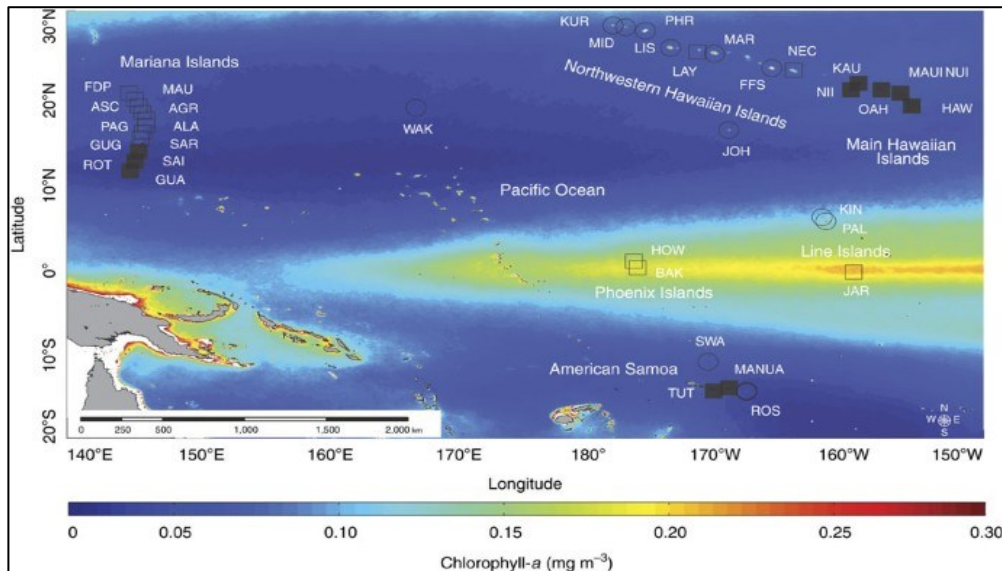 30°N
20°N
10°N
0°
10°S
20°S
Latitude
Mariana Islands
FDP
MAU
ASC
AGR
PAG
ALA
GUG
SAR
ROT
SAI
GUA
WAK
KUR
PHR
MID
LIS
MAR
LAY
NEC
FFS
Northwestern Hawaiian Islands
KAU
MAUI NUI
NII
OAH
HAW
JOH
Main Hawaiian
Islands
Pacific Ocean
KIN
PAL
HOW
Line Islands
BAK
Phoenix Islands
JAR
SWA
American Samoa
MANUA
TUT
ROS
0 250 500 1,000 1,500 2,000 km
N
W E
S
140°E 150°E 160°E 170°E 180° 170°W 160°W 150°W
Longitude
0 0.05 0.10 0.15 0.20 0.25 0.30
Chlorophyll-a (mg m⁻³)